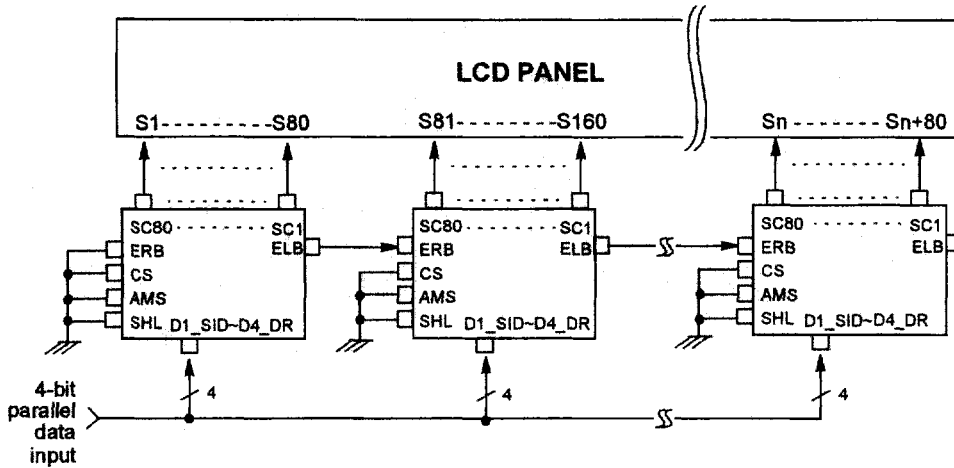 LCD PANEL
S1----------S80 S81-------S160 Sn-------Sn+80
SC80--------SC1 SC80--------SC1 SC80--------SC1
ERB ELB ERB ELB ERB ELB
CS CS CS
AMS AMS AMS
SHL D1_SID~D4_DR SHL D1_SID~D4_DR SHL D1_SID~D4_DR
4 4 4
4-bit
parallel
data
input